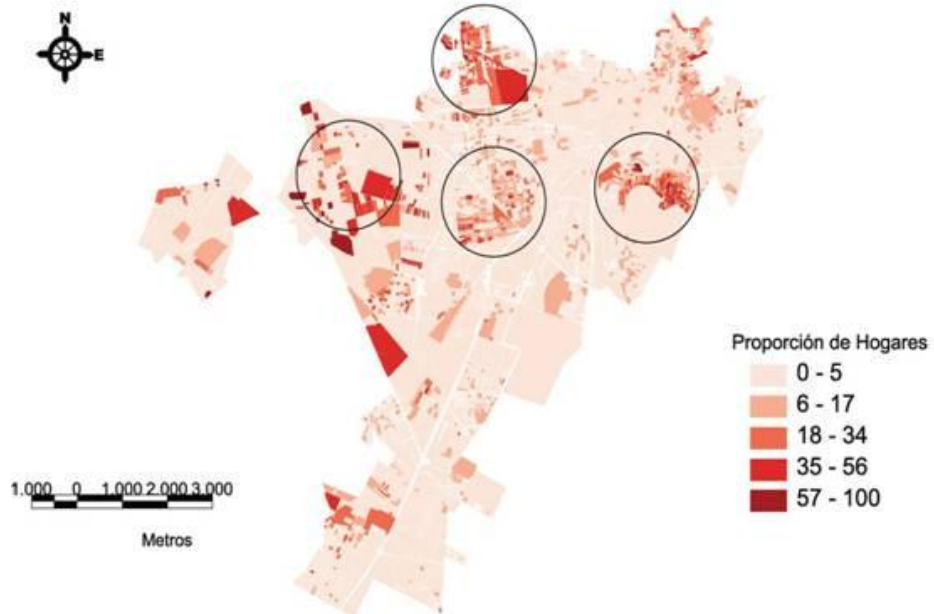 N
E
Proporción de Hogares
0 - 5
6 - 17
18 - 34
35 - 56
57 - 100
1.000 0 1.000 2.000 3.000
Metros